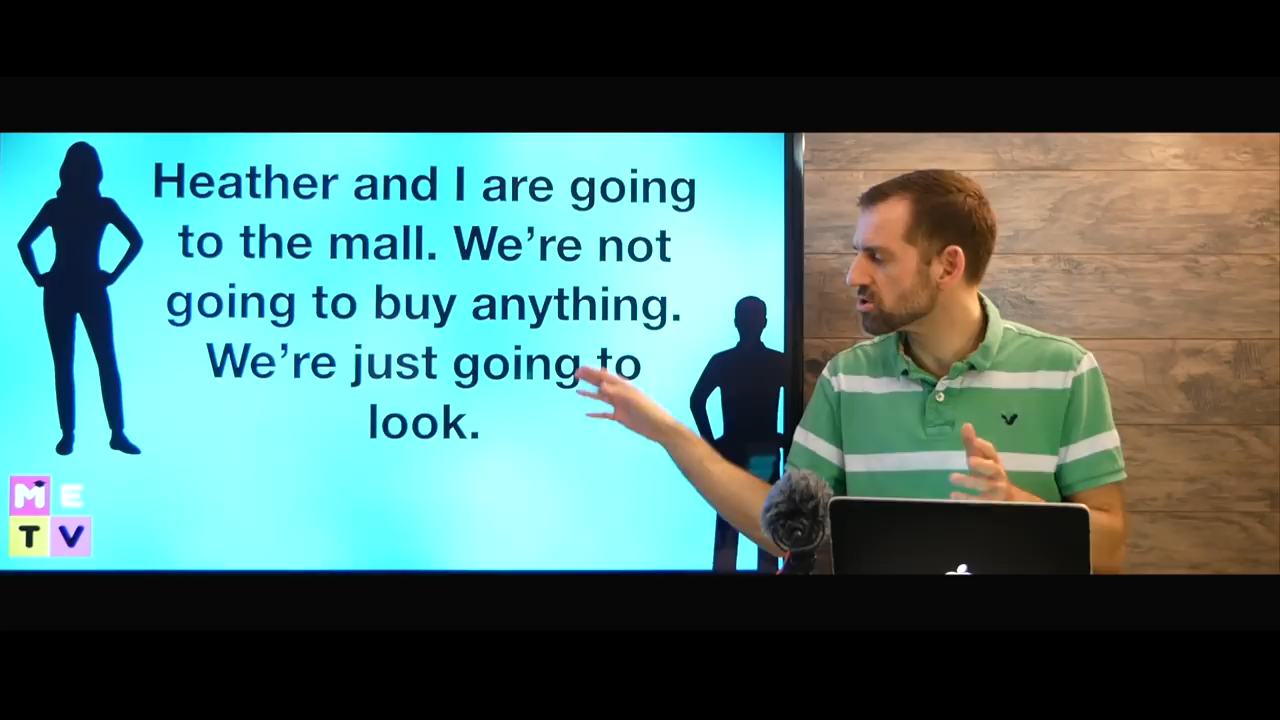 Heather and I are going
to the mall. We're not
going to buy anything.
We're just going to
look.
M E
T V